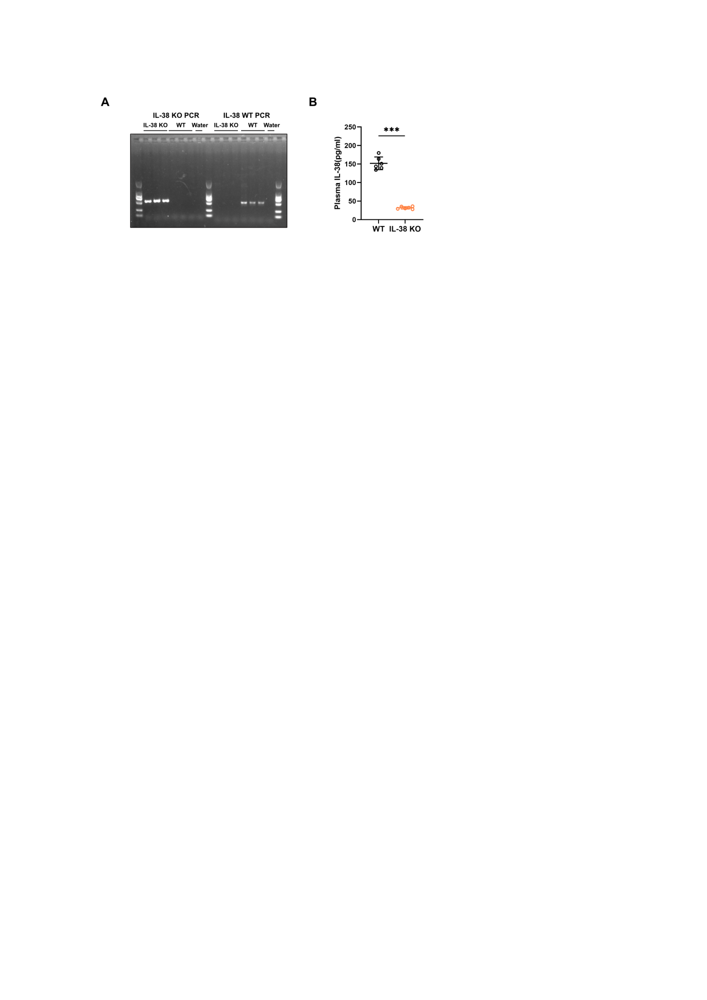 A
B
IL-38 KO PCR
IL-38 WT PCR
IL-38 KO WT Water IL-38 KO WT Water
Plasma IL-38(pg/ml)
250
200
150
100
50
0
***
WT IL-38 KO